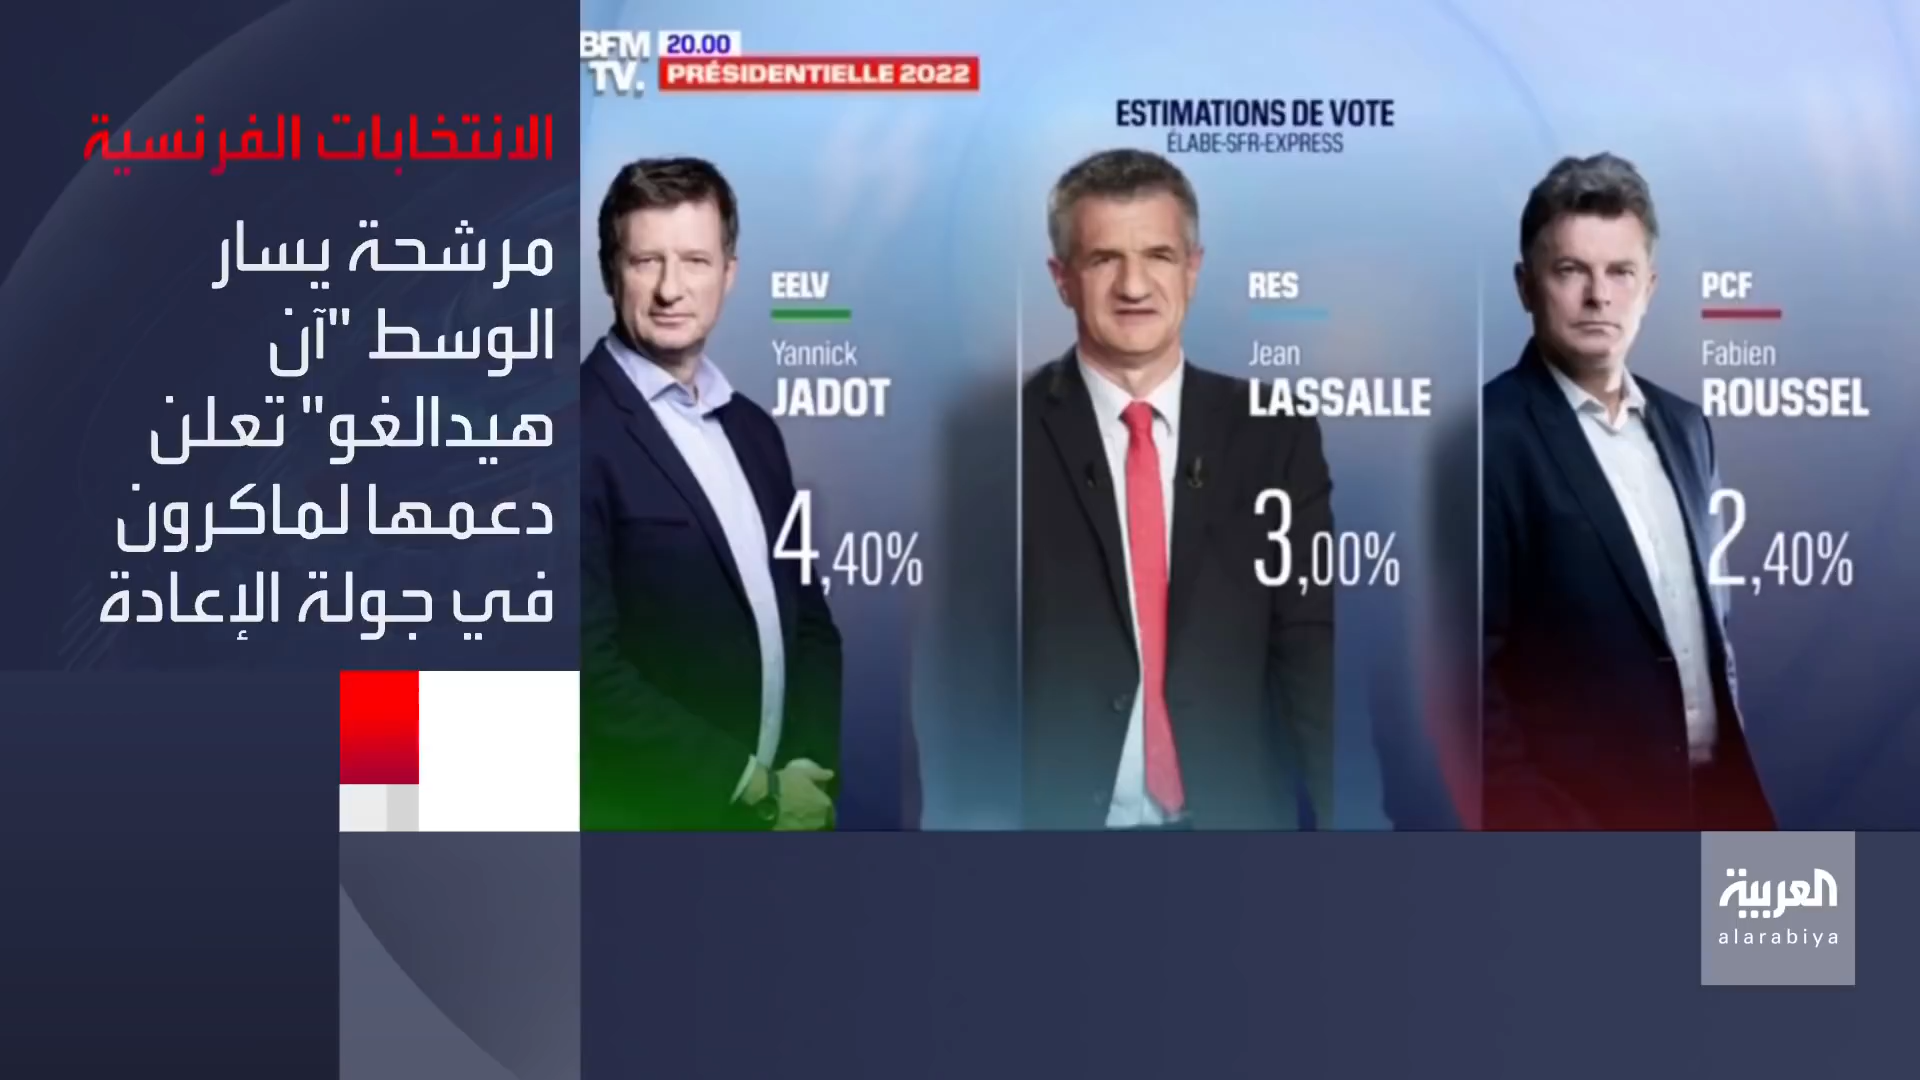 الانتخابات الفرنسية
مرشحة يسار
الوسط "آن
هيدالغو" تعلن
دعمها لماكرون
في جولة الإعادة
BFM
TV.
20.00
PRÉSIDENTIELLE 2022
ESTIMATIONS DE VOTE
ÉLABE-SFR-EXPRESS
EELV
Yannick
JADOT
4,40%
RES
Jean
LASSALLE
3,00%
PCF
Fabien
ROUSSEL
2,40%
العربية
alarabiya